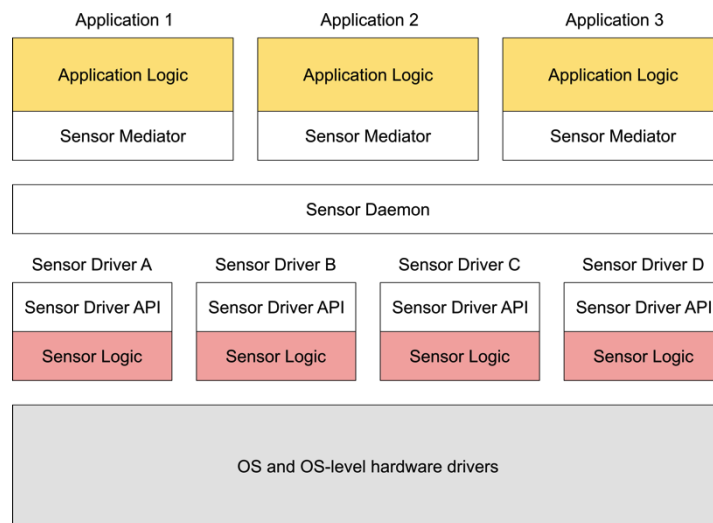 Application 1
Application 2
Application 3
Application Logic
Application Logic
Application Logic
Sensor Mediator
Sensor Mediator
Sensor Mediator
Sensor Daemon
Sensor Driver A
Sensor Driver B
Sensor Driver C
Sensor Driver D
Sensor Driver API
Sensor Driver API
Sensor Driver API
Sensor Driver API
Sensor Logic
Sensor Logic
Sensor Logic
Sensor Logic
OS and OS-level hardware drivers